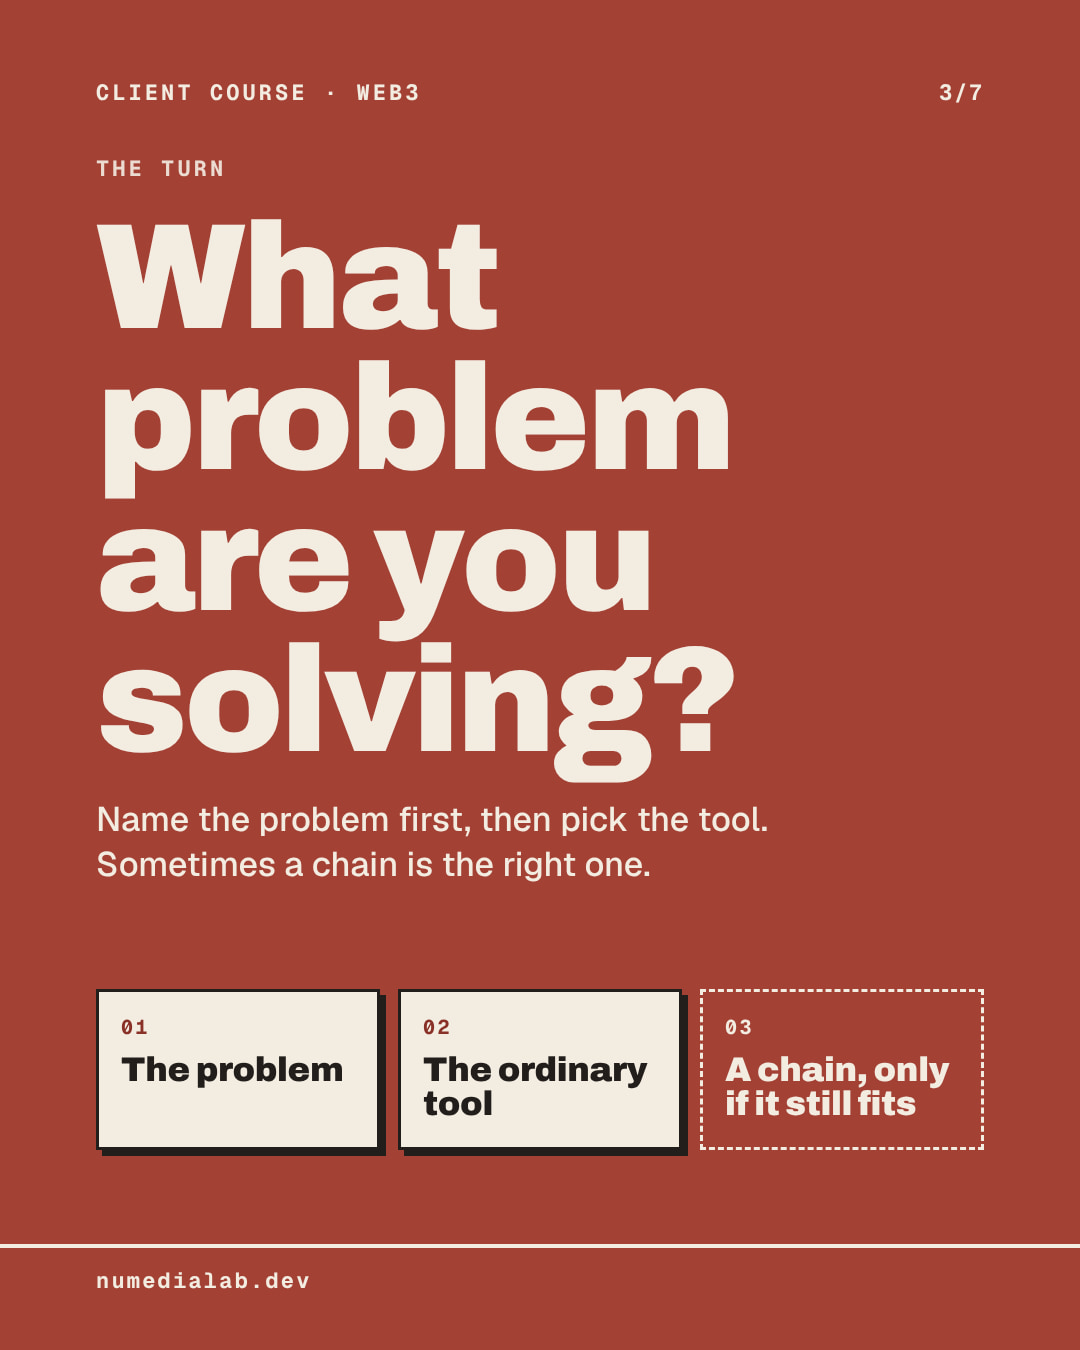 CLIENT COURSE · WEB3
3/7
THE TURN
What
problem
are you
solving?
Name the problem first, then pick the tool.
Sometimes a chain is the right one.
01
The problem
02
The ordinary
tool
03
A chain, only
if it still fits
numedialab.dev